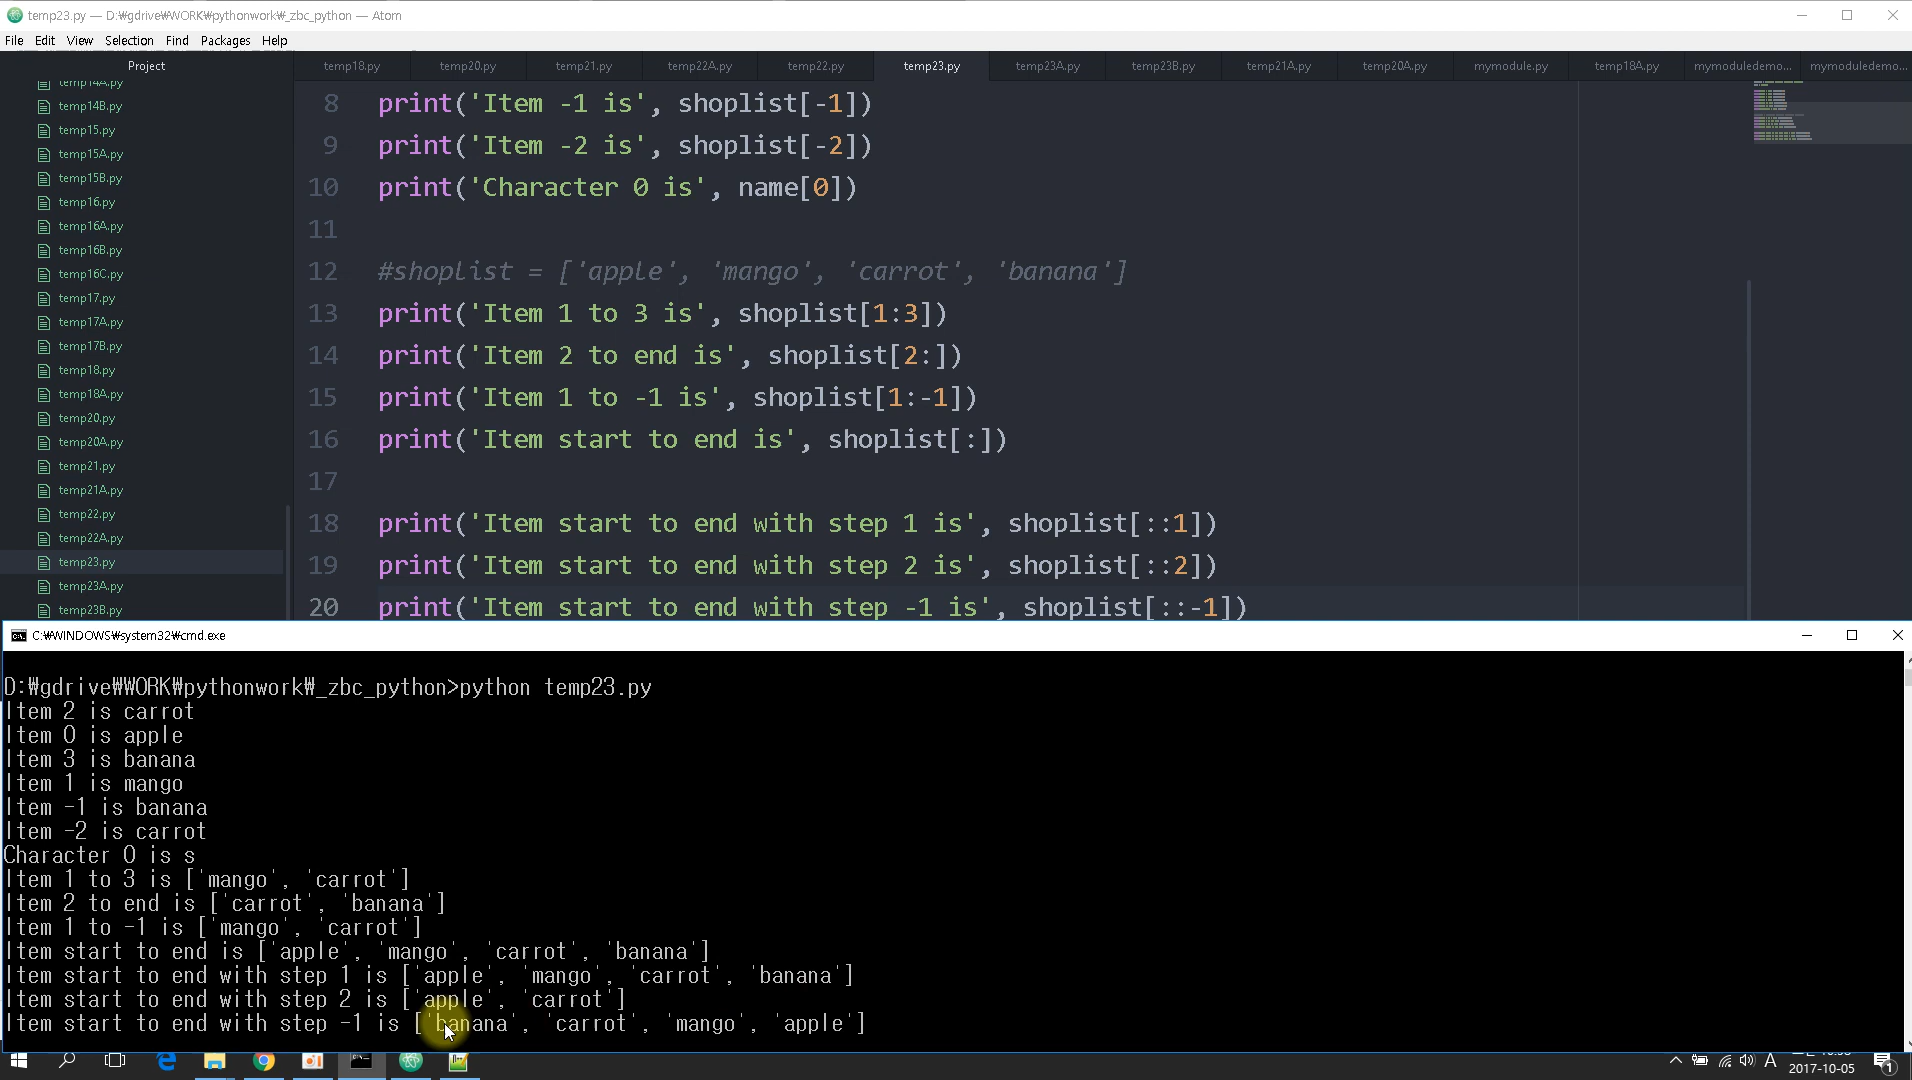 temp23.py — D:₩gdrive₩WORK₩pythonwork₩_zbc_python — Atom
File Edit View Selection Find Packages Help
Project
temp18.py temp20.py temp21.py temp22A.py temp22.py temp23.py temp23A.py temp23B.py temp21A.py temp20A.py mymodule.py temp18A.py mymoduledemo... mymoduledemo...
temp14A.py
temp14B.py
temp15.py
temp15A.py
temp15B.py
temp16.py
temp16A.py
temp16B.py
temp16C.py
temp17.py
temp17A.py
temp17B.py
temp18.py
temp18A.py
temp20.py
temp20A.py
temp21.py
temp21A.py
temp22.py
temp22A.py
temp23.py
temp23A.py
temp23B.py
8 print('Item -1 is', shoplist[-1])
9 print('Item -2 is', shoplist[-2])
10 print('Character 0 is', name[0])
11
12 #shoplist = ['apple', 'mango', 'carrot', 'banana']
13 print('Item 1 to 3 is', shoplist[1:3])
14 print('Item 2 to end is', shoplist[2:])
15 print('Item 1 to -1 is', shoplist[1:-1])
16 print('Item start to end is', shoplist[:])
17
18 print('Item start to end with step 1 is', shoplist[::1])
19 print('Item start to end with step 2 is', shoplist[::2])
20 print('Item start to end with step -1 is', shoplist[::-1])
C:₩WINDOWS₩system32₩cmd.exe
D:₩gdrive₩WORK₩pythonwork₩_zbc_python>python temp23.py
Item 2 is carrot
Item 0 is apple
Item 3 is banana
Item 1 is mango
Item -1 is banana
Item -2 is carrot
Character 0 is s
Item 1 to 3 is ['mango', 'carrot']
Item 2 to end is ['carrot', 'banana']
Item 1 to -1 is ['mango', 'carrot']
Item start to end is ['apple', 'mango', 'carrot', 'banana']
Item start to end with step 1 is ['apple', 'mango', 'carrot', 'banana']
Item start to end with step 2 is ['apple', 'carrot']
Item start to end with step -1 is ['banana', 'carrot', 'mango', 'apple']
A
2017-10-05
1